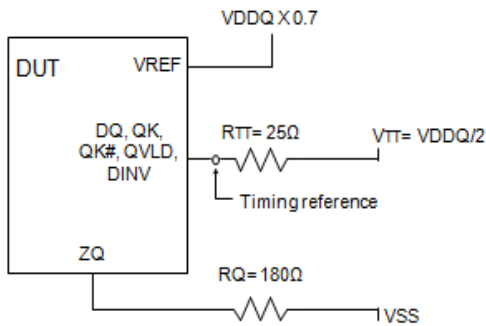 VDDQ X 0.7
DUT
VREF
DQ, QK,
QK#, QVLD,
DINV
RTT= 25Ω
VTT= VDDQ/2
Timing reference
ZQ
RQ= 180Ω
VSS